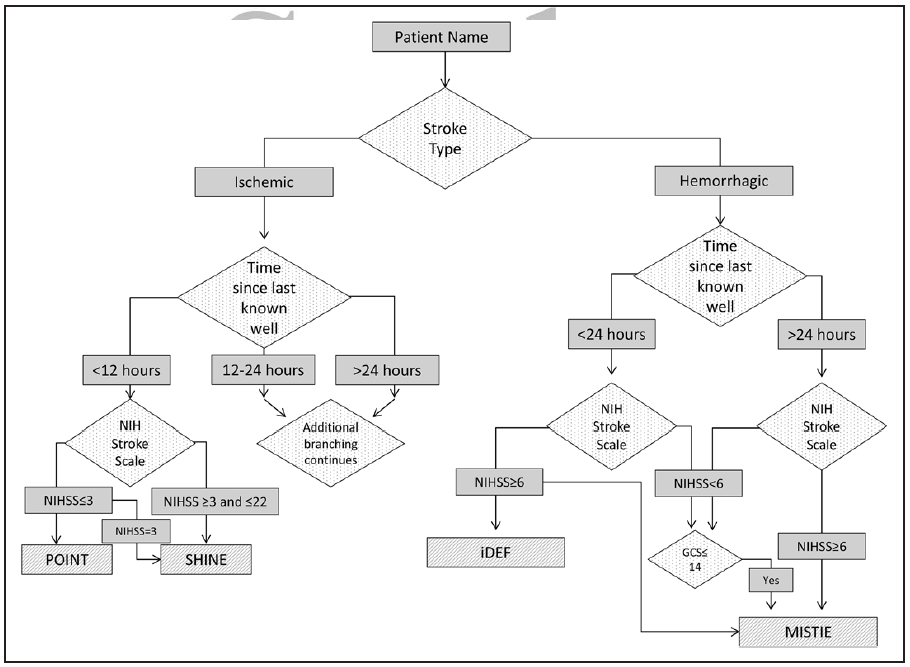 Patient Name
Stroke
Type
Ischemic
Hemorrhagic
Time
since last
known
well
Time
since last
known
well
<12 hours
12-24 hours
>24 hours
<24 hours
>24 hours
NIH
Stroke
Scale
Additional
branching
continues
NIH
Stroke
Scale
NIH
Stroke
Scale
NIHSS≤3
NIHSS ≥3 and ≤22
NIHSS=3
NIHSS≥6
NIHSS<6
NIHSS≥6
POINT
SHINE
iDEF
GCS≤
14
Yes
MISTIE